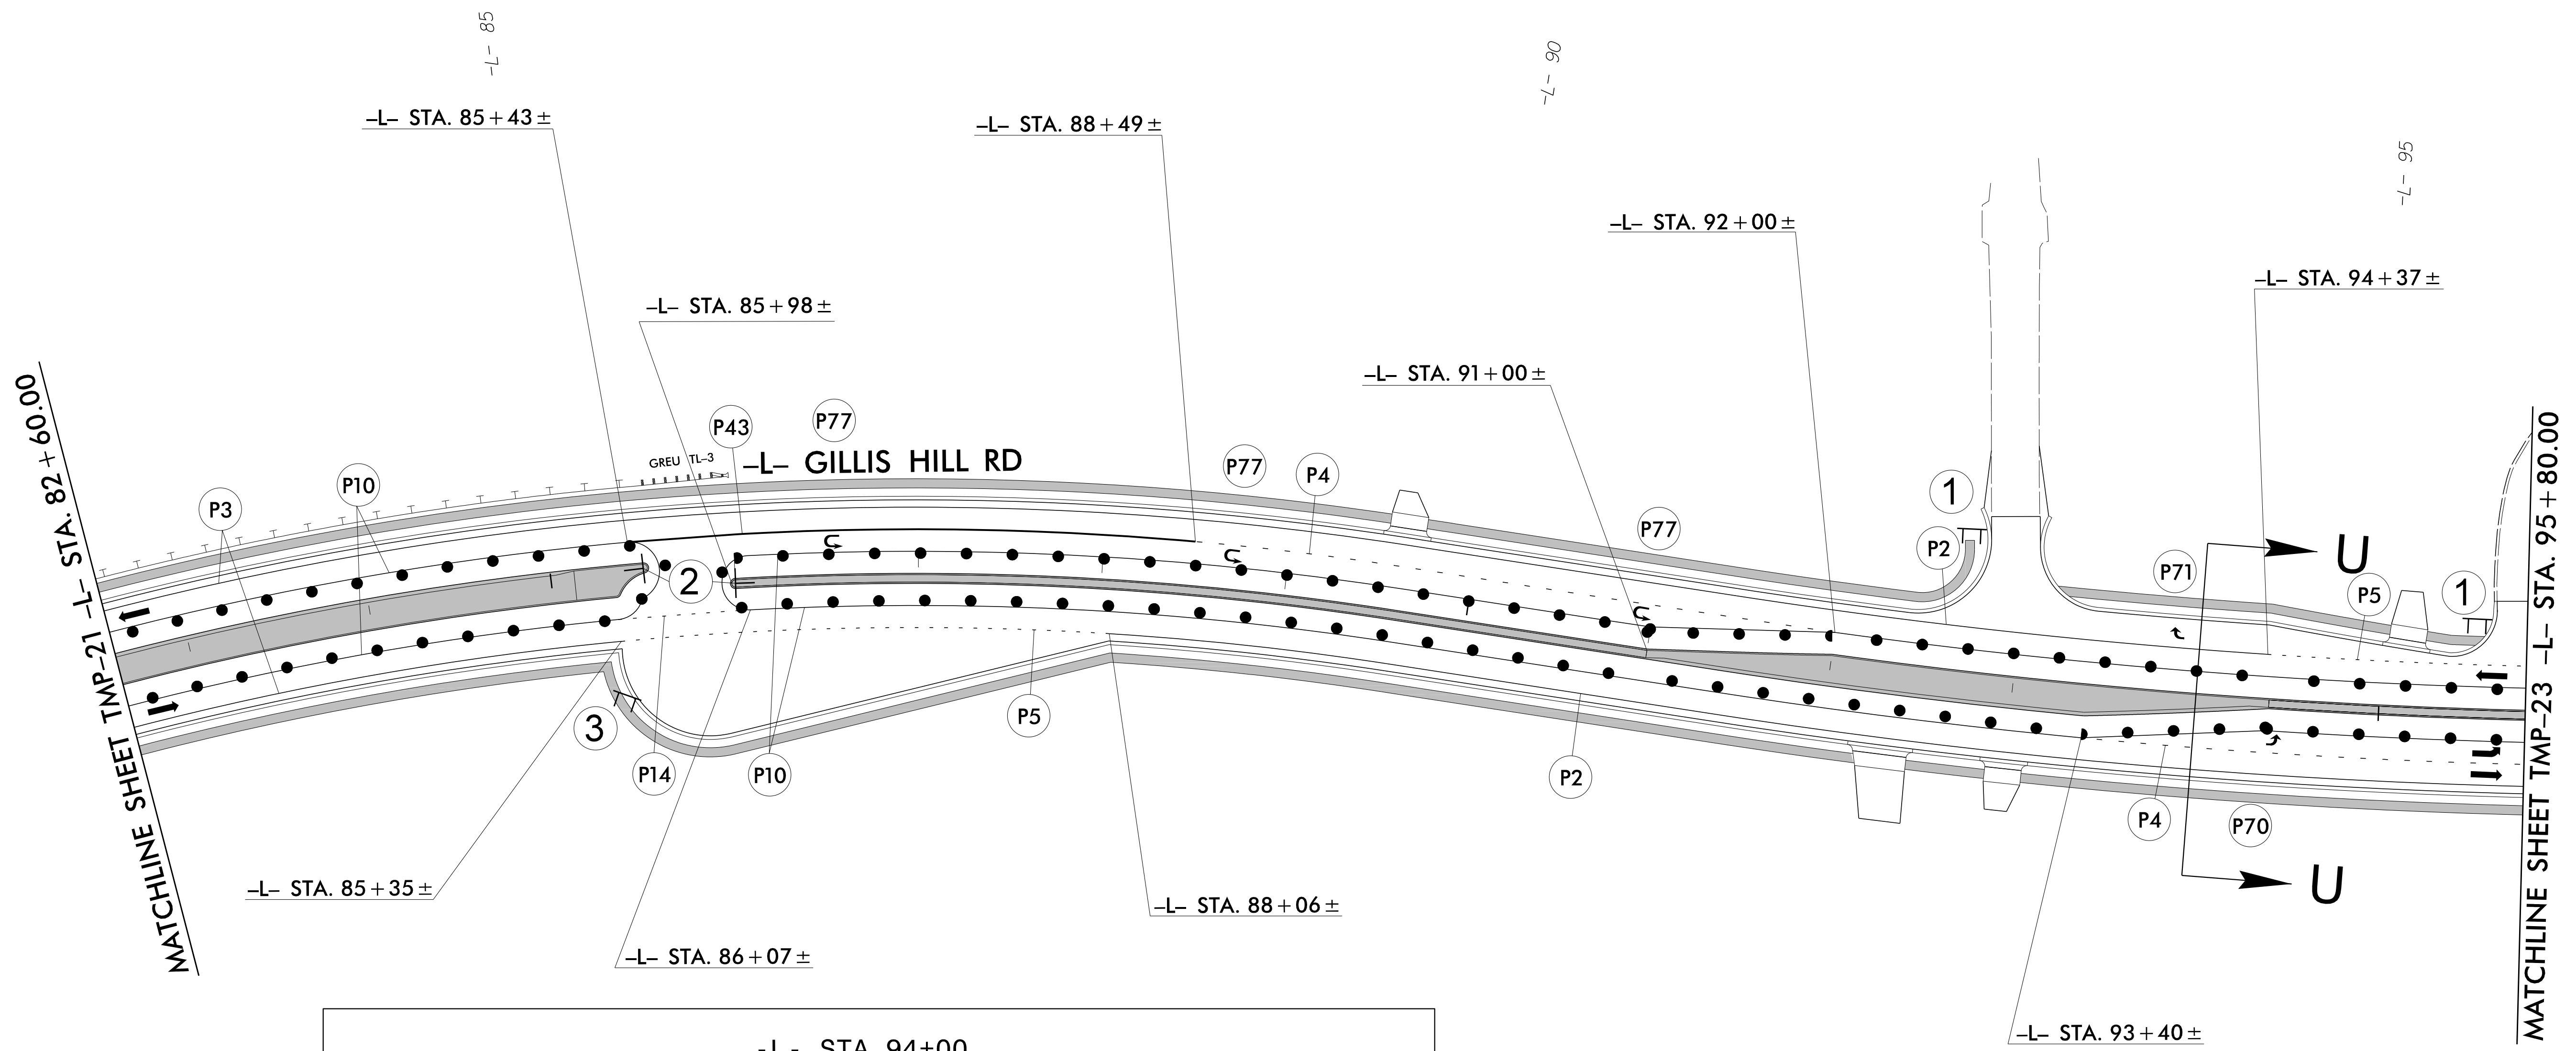 -L- 85
-L- 90
-L- 95
-L- STA. 85+43±
-L- STA. 88+49±
-L- STA. 92+00±
-L- STA. 94+37±
-L- STA. 85+98±
-L- STA. 91+00±
MATCHLINE SHEET TMP-21 -L- STA. 82+60.00
P3
P10
GREU TL-3
P43
P77
-L- GILLIS HILL RD
P77
P4
P77
1
P2
P71
U
P5
1
2
3
P14
P10
P5
P2
P4
P70
U
MATCHLINE SHEET TMP-23 -L- STA. 95+80.00
-L- STA. 85+35±
-L- STA. 86+07±
-L- STA. 88+06±
-L- STA. 93+40±
-L- STA. 94+00